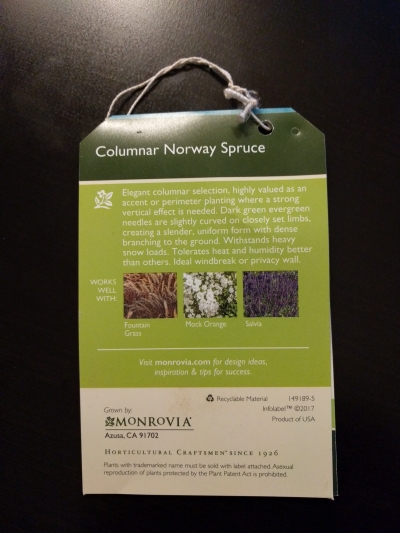 Columnar Norway Spruce
Elegant columnar selection, highly valued as an
accent or perimeter planting where a strong
vertical effect is needed. Dark green evergreen
needles are slightly curved on closely set limbs,
creating a slender, uniform form with dense
branching to the ground. Withstands heavy
snow loads. Tolerates heat and humidity better
than others. Ideal windbreak or privacy wall.
WORKS
WELL
WITH:
Fountain
Grass
Mock Orange
Salvia
Visit monrovia.com for design ideas,
inspiration & tips for success.
Recyclable Material
149189-5
Infolabel™ ©2017
Product of USA
Grown by:
MONROVIA®
Azusa, CA 91702
HORTICULTURAL CRAFTSMEN® SINCE 1926
Plants with trademarked name must be sold with label attached. Asexual
reproduction of plants protected by the Plant Patent Act is prohibited.